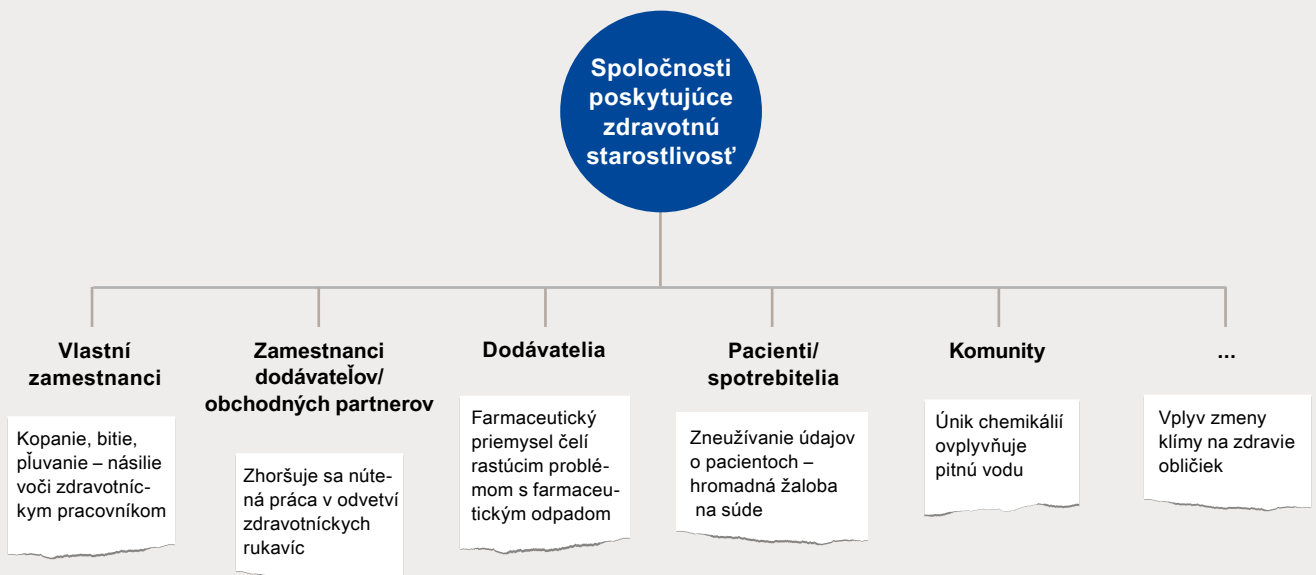 Spoločnosti
poskytujúce
zdravotnú
starostlivosť
Vlastní
zamestnanci
Kopanie, bitie,
pľuvanie – násilie
voči zdravotníc-
kym pracovníkom
Zamestnanci
dodávateľov/
obchodných partnerov
Zhoršuje sa núte-
ná práca v odvetví
zdravotníckych
rukavíc
Dodávatelia
Farmaceutický
priemysel čelí
rastúcim problé-
mom s farmaceu-
tickým odpadom
Pacienti/
spotrebitelia
Zneužívanie údajov
o pacientoch –
hromadná žaloba
na súde
Komunity
Únik chemikálií
ovplyvňuje
pitnú vodu
...
Vplyv zmeny
klímy na zdravie
obličiek